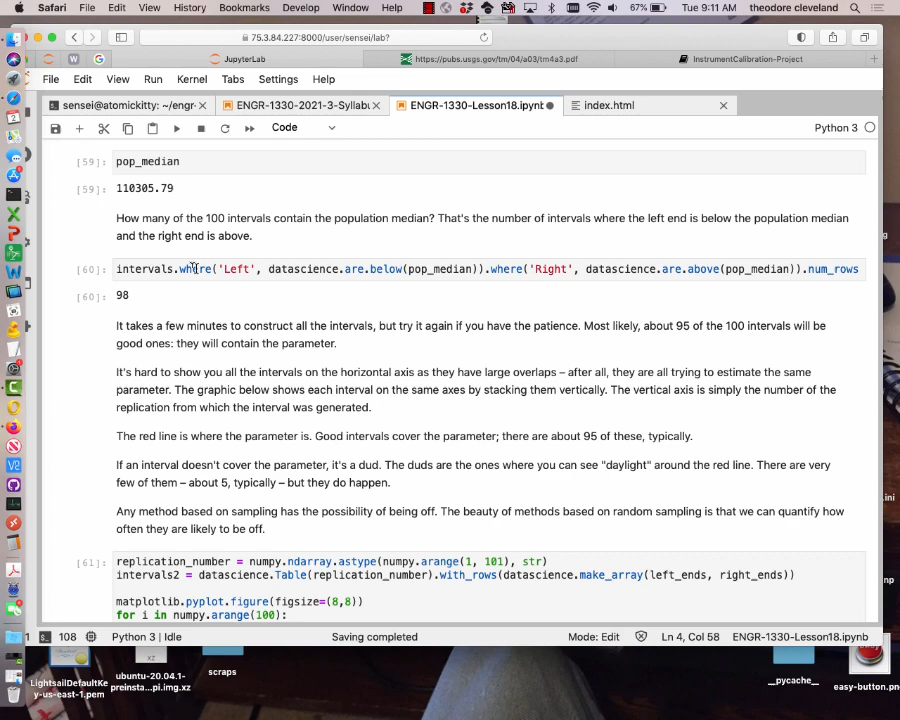 Safari File Edit View History Bookmarks Develop Window Help 67% Tue 9:11 AM theodore cleveland
75.3.84.227:8000/user/sensei/lab?
JupyterLab https://pubs.usgs.gov/tm/04/a03/tm4a3.pdf InstrumentCalibration-Project
File Edit View Run Kernel Tabs Settings Help
sensei@atomickitty: ~/engr- ENGR-1330-2021-3-Syllabu ENGR-1330-Lesson18.ipynb index.html
Code Python 3
[59] pop_median
[59] 110305.79
How many of the 100 intervals contain the population median? That's the number of intervals where the left end is below the population median
and the right end is above.
[60] intervals.where('Left', datascience.are.below(pop_median)).where('Right', datascience.are.above(pop_median)).num_rows
[60] 98
It takes a few minutes to construct all the intervals, but try it again if you have the patience. Most likely, about 95 of the 100 intervals will be
good ones: they will contain the parameter.
It's hard to show you all the intervals on the horizontal axis as they have large overlaps – after all, they are all trying to estimate the same
parameter. The graphic below shows each interval on the same axes by stacking them vertically. The vertical axis is simply the number of the
replication from which the interval was generated.
The red line is where the parameter is. Good intervals cover the parameter; there are about 95 of these, typically.
If an interval doesn't cover the parameter, it's a dud. The duds are the ones where you can see "daylight" around the red line. There are very
few of them – about 5, typically – but they do happen.
Any method based on sampling has the possibility of being off. The beauty of methods based on random sampling is that we can quantify how
often they are likely to be off.
[61] replication_number = numpy.ndarray.astype(numpy.arange(1, 101), str)
intervals2 = datascience.Table(replication_number).with_rows(datascience.make_array(left_ends, right_ends))
matplotlib.pyplot.figure(figsize=(8,8))
for i in numpy.arange(100):
1 108 Python 3 | Idle Saving completed Mode: Edit Ln 4, Col 58 ENGR-1330-Lesson18.ipynb
LightsailDefaultKe
y-us-east-1.pem
ubuntu-20.04.1-
preinsta...pi.img.xz
scraps
_pycache_
easy-button.pn